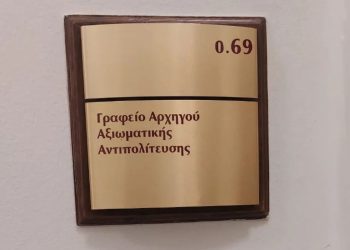 0.69
Γραφείο Αρχηγού
Αξιωματικής
Αντιπολίτευσης